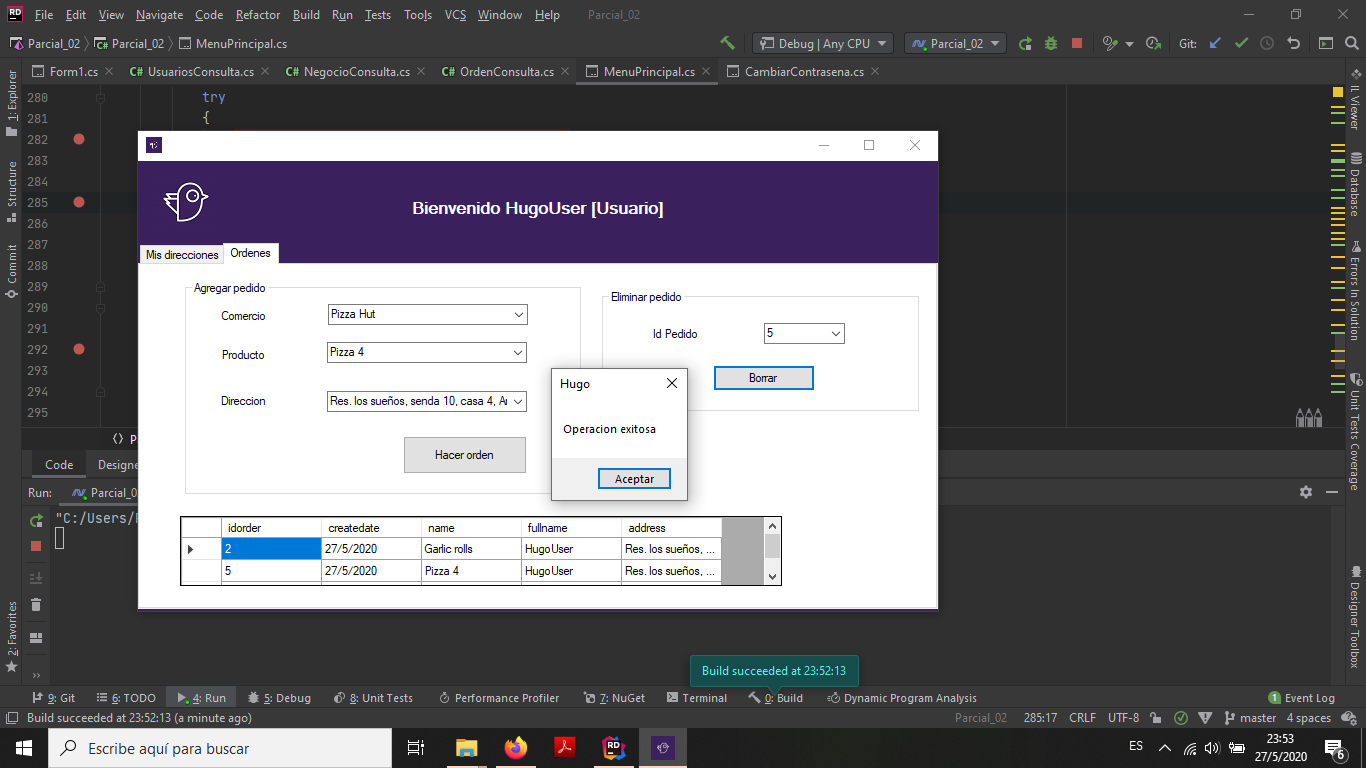 File Edit View Navigate Code Refactor Build Run Tests Tools VCS Window Help Parcial_02
Parcial_02 Parcial_02 MenuPrincipal.cs Debug | Any CPU Parcial_02 Git:
Form1.cs UsuariosConsulta.cs NegocioConsulta.cs OrdenConsulta.cs MenuPrincipal.cs CambiarContrasena.cs
1: Explorer
Structure
Commit
2: Favorites
280 try
281 {
282
283
284
285
286
287
288
289
290
291
292
293
294
295
IL Viewer
Database
Errors In Solution
Unit Tests Coverage
Designer Toolbox
Bienvenido HugoUser [Usuario]
Mis direcciones Ordenes
Agregar pedido
Comercio Pizza Hut
Producto Pizza 4
Direccion Res. los sueños, senda 10, casa 4,
Hacer orden
Eliminar pedido
Id Pedido 5
Borrar
Hugo
Operacion exitosa
Aceptar
idorder createdate name fullname address
2 27/5/2020 Garlic rolls HugoUser Res. los sueños, ...
5 27/5/2020 Pizza 4 HugoUser Res. los sueños, ...
Code Designe
Run: Parcial_0
"C:/Users/
Build succeeded at 23:52:13
9: Git 6: TODO 4: Run 5: Debug 8: Unit Tests Performance Profiler 7: NuGet Terminal 0: Build Dynamic Program Analysis 1 Event Log
Build succeeded at 23:52:13 (a minute ago) Parcial_02 285:17 CRLF UTF-8 master 4 spaces
Escribe aquí para buscar
ES
23:53
27/5/2020
6